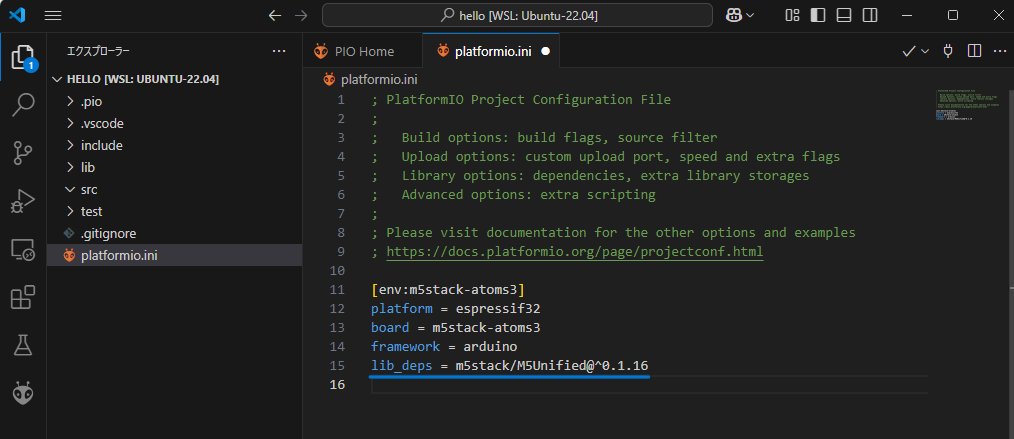 hello [WSL: Ubuntu-22.04]
エクスプローラー
HELLO [WSL: UBUNTU-22.04]
.pio
.vscode
include
lib
src
test
.gitignore
platformio.ini
1
PIO Home
platformio.ini
platformio.ini
1 ; PlatformIO Project Configuration File
2 ;
3 ;   Build options: build flags, source filter
4 ;   Upload options: custom upload port, speed and extra flags
5 ;   Library options: dependencies, extra library storages
6 ;   Advanced options: extra scripting
7 ;
8 ; Please visit documentation for the other options and examples
9 ; https://docs.platformio.org/page/projectconf.html
10
11 [env:m5stack-atoms3]
12 platform = espressif32
13 board = m5stack-atoms3
14 framework = arduino
15 lib_deps = m5stack/M5Unified@^0.1.16
16